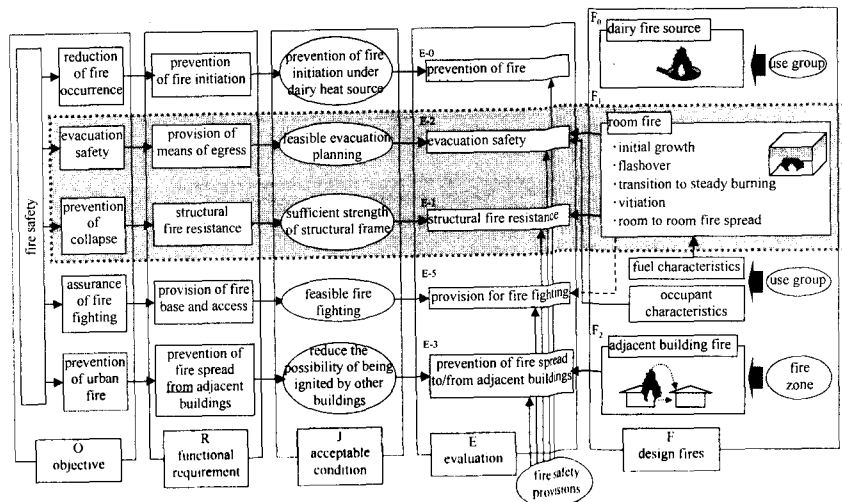 fire safety
reduction
of fire
occurrence
prevention
of fire initiation
prevention of fire
initiation under
dairy heat source
E-0
prevention of fire
F0
dairy fire source
use group
evacuation
safety
provision of
means of egress
feasible evacuation
planning
E-2
evacuation safety
F1
room fire
· initial growth
· flashover
· transition to steady burning
· vitiation
· room to room fire spread
prevention
of
collapse
structural
fire resistance
sufficient strength
of structural frame
E-1
structural fire resistance
fuel characteristics
occupant
characteristics
use group
assurance
of fire
fighting
provision of fire
base and access
feasible fire
fighting
E-5
provision for fire fighting
prevention
of urban
fire
prevention of
fire spread
from adjacent
buildings
reduce the
possibility of being
ignited by other
buildings
E-3
prevention of fire spread
to/from adjacent buildings
F2
adjacent building fire
fire
zone
O
objective
R
functional
requirement
J
acceptable
condition
E
evaluation
fire safety
provisions
F
design fires